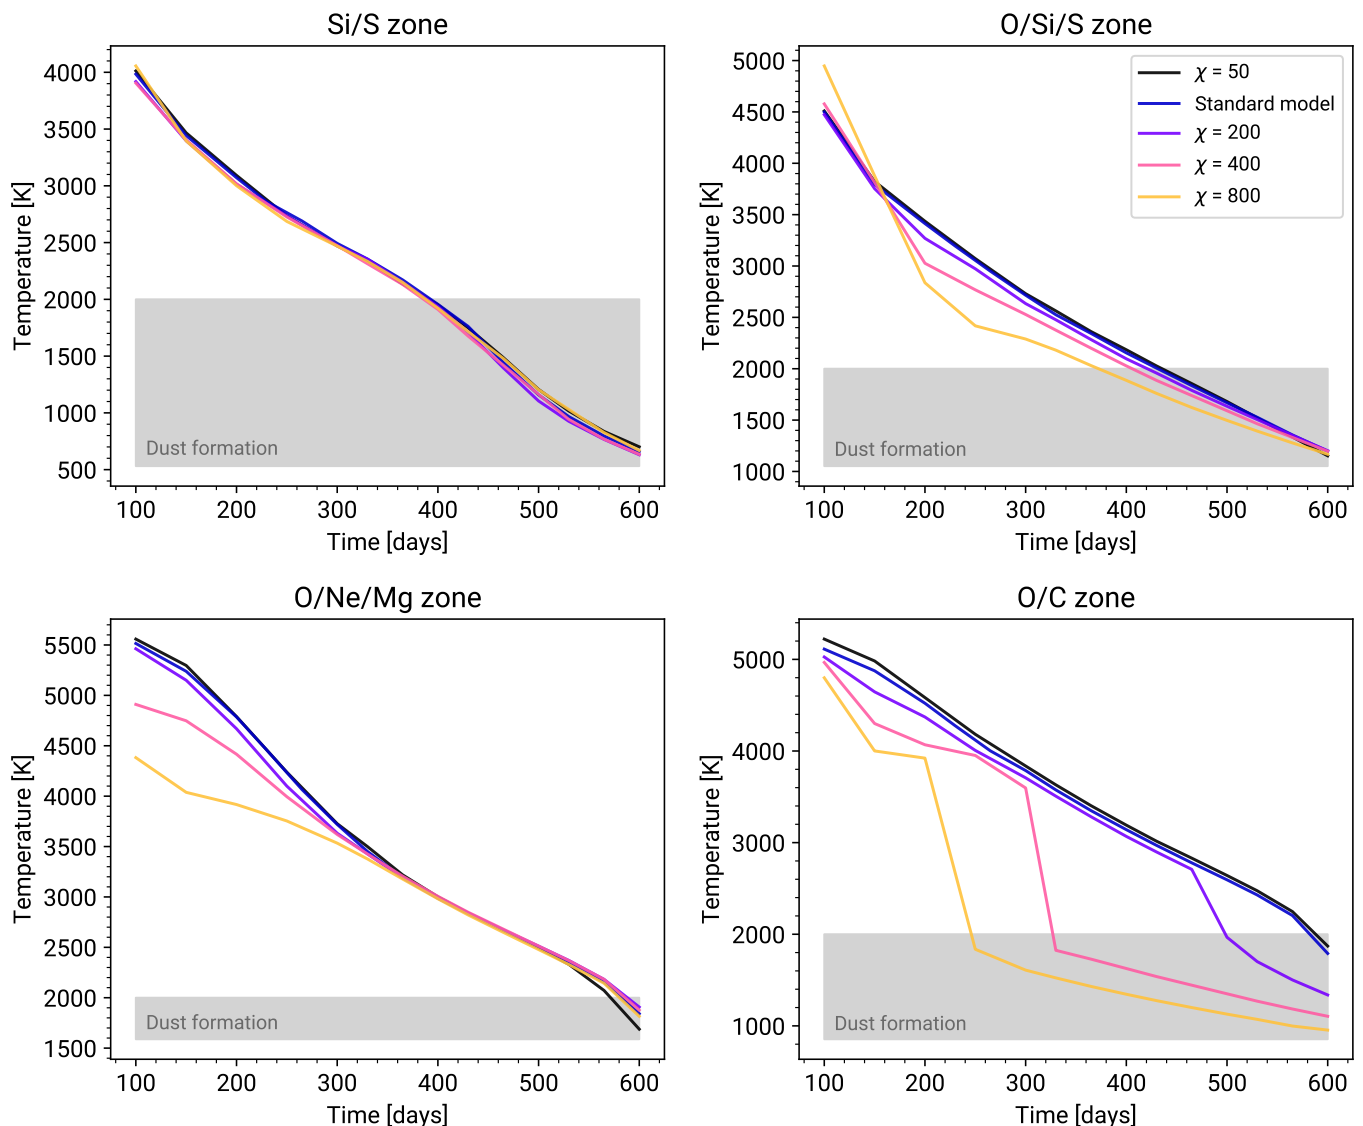 Si/S zone
Temperature [K]
4000
3500
3000
2500
2000
1500
1000
500
Dust formation
100 200 300 400 500 600
Time [days]
O/Si/S zone
Temperature [K]
5000
4500
4000
3500
3000
2500
2000
1500
1000
χ = 50
Standard model
χ = 200
χ = 400
χ = 800
Dust formation
100 200 300 400 500 600
Time [days]
O/Ne/Mg zone
Temperature [K]
5500
5000
4500
4000
3500
3000
2500
2000
1500
Dust formation
100 200 300 400 500 600
Time [days]
O/C zone
Temperature [K]
5000
4000
3000
2000
1000
Dust formation
100 200 300 400 500 600
Time [days]